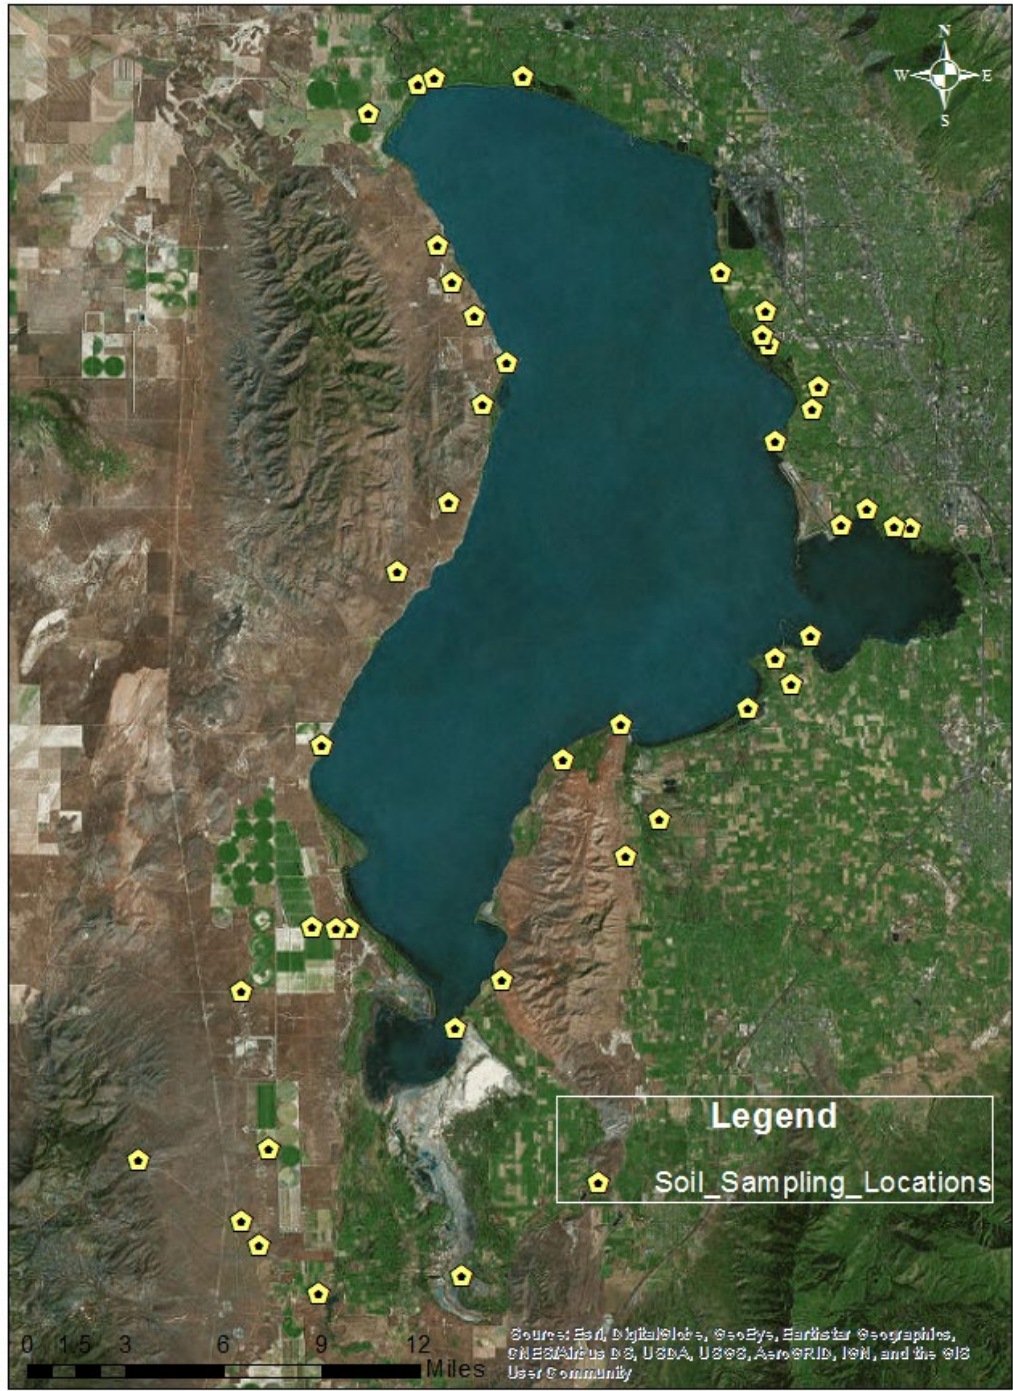 N
W E
S
Legend
Soil_Sampling_Locations
0 1.5 3 6 9 12
Miles
Source: Esri, DigitalGlobe, GeoEye, Earthstar Geographics,
CNES/Airbus DS, USDA, USGS, AeroGRID, IGN, and the GIS
User Community